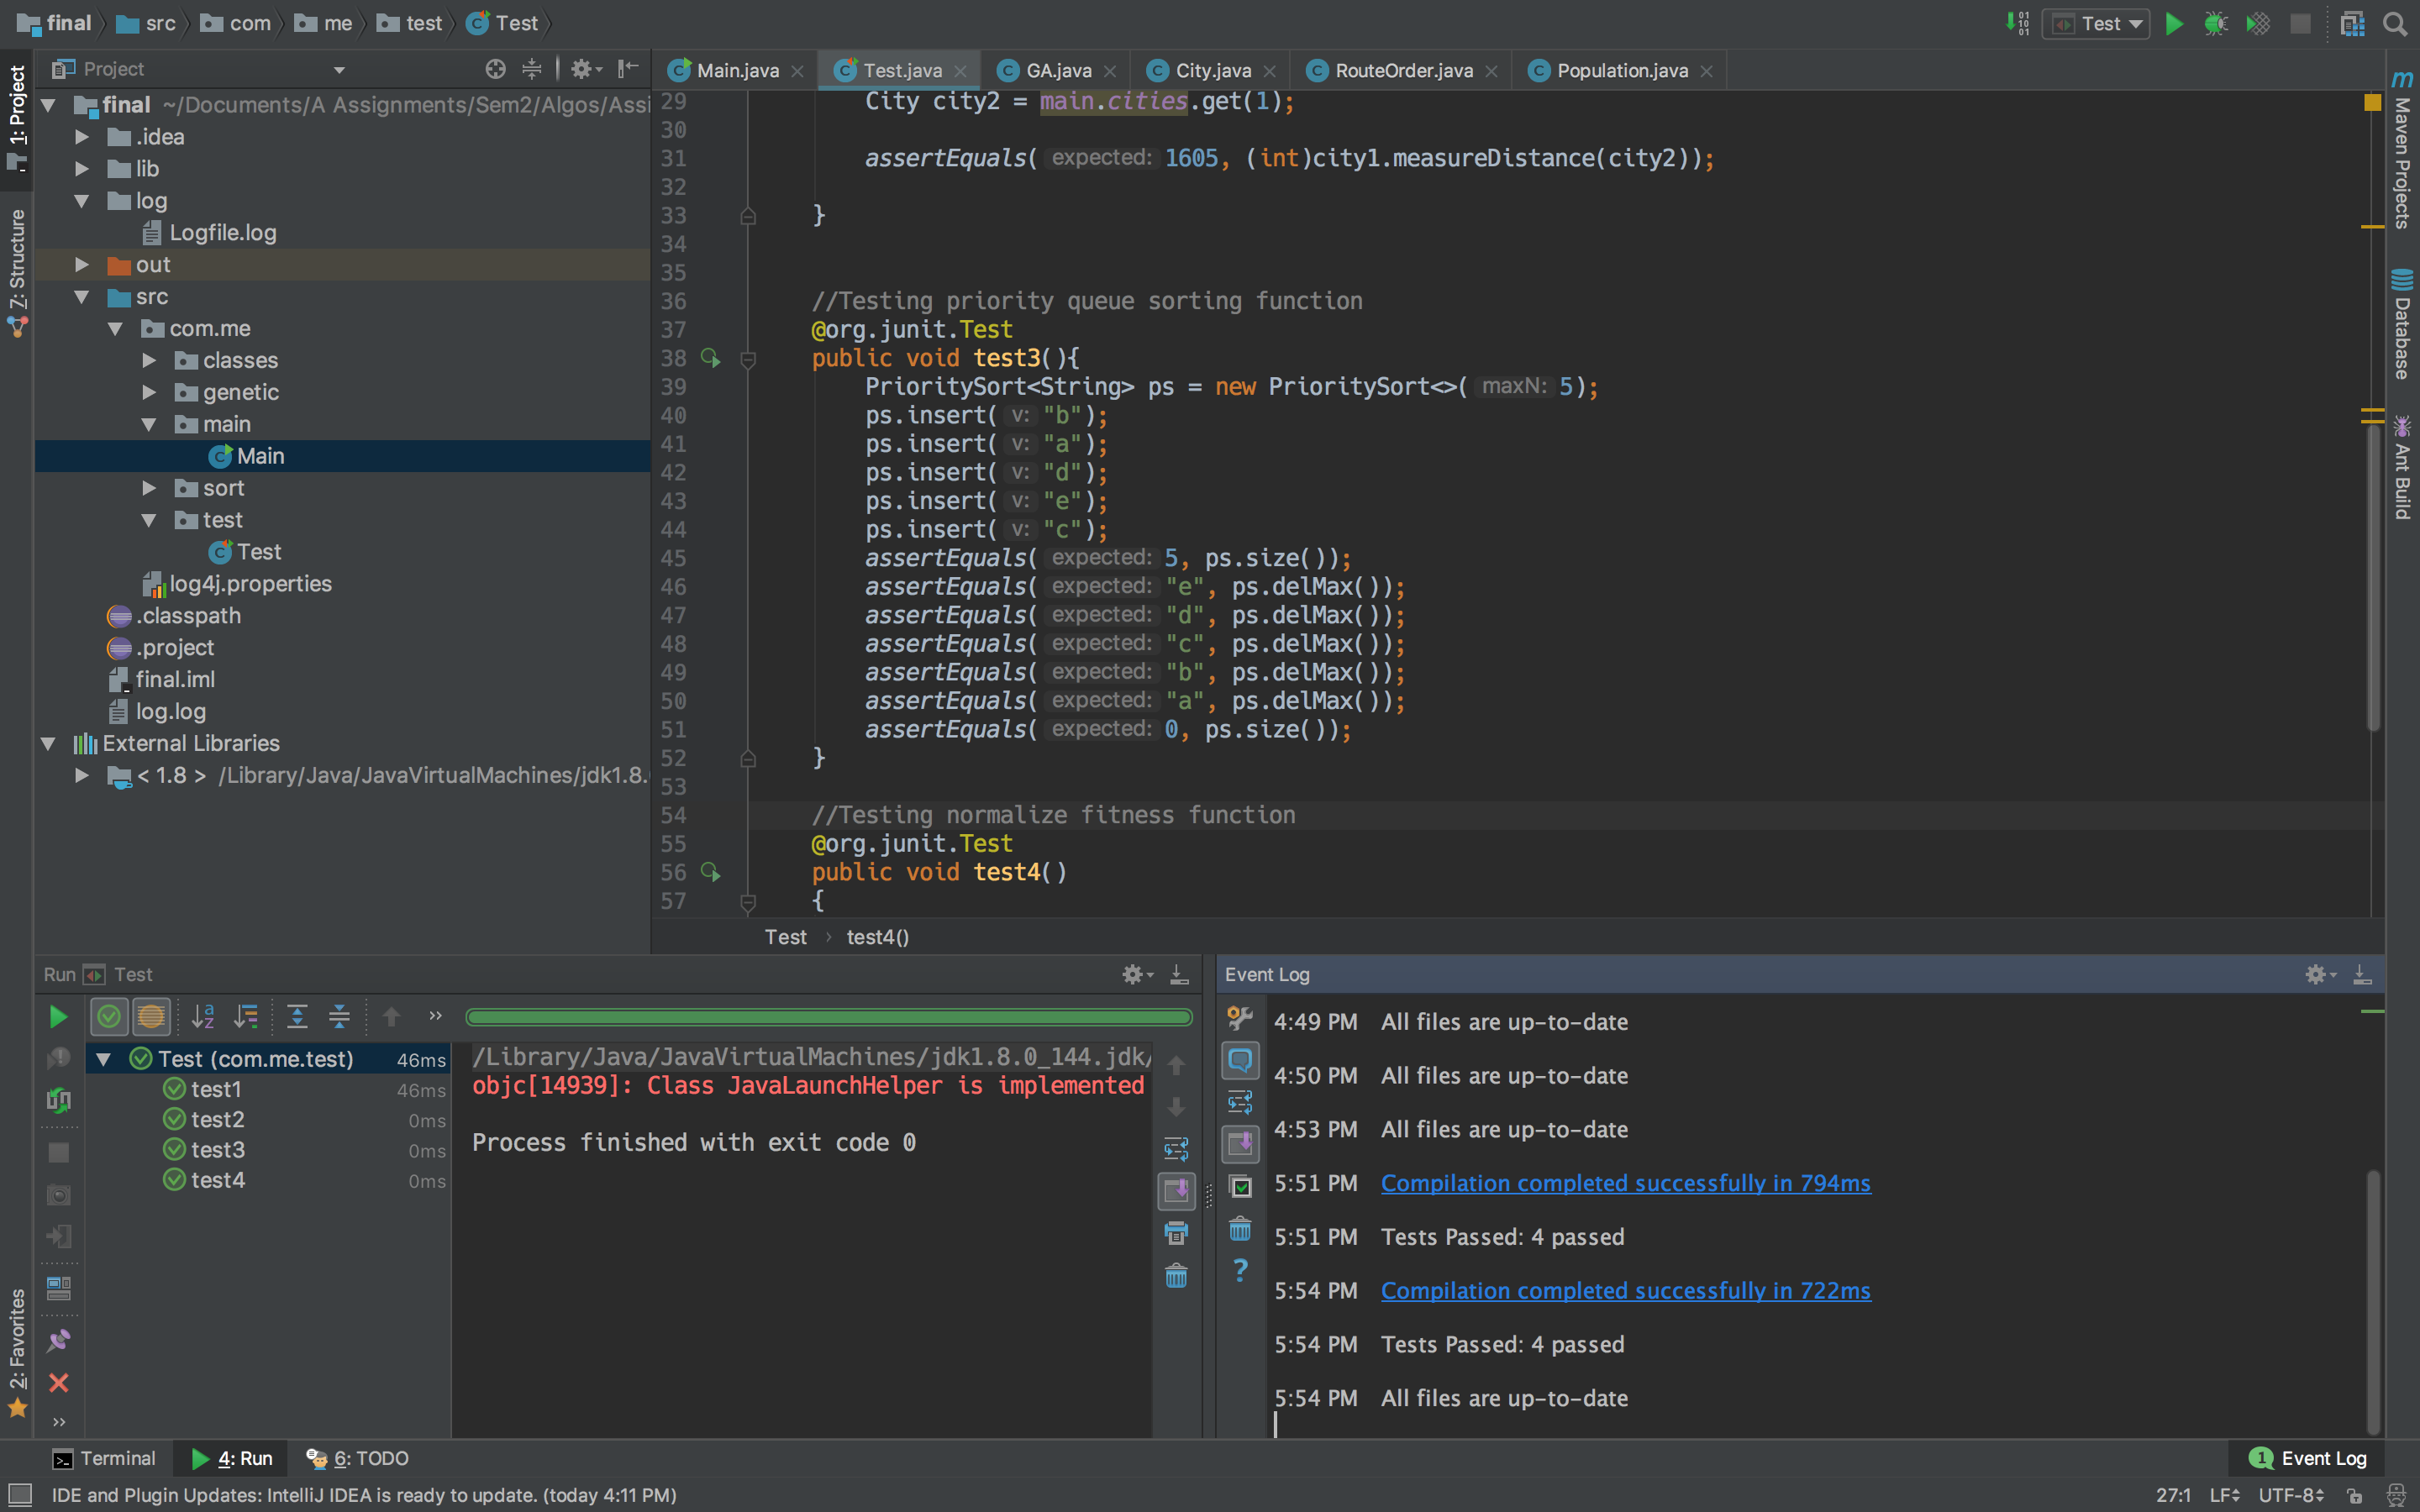 final src com me test Test
Test
Project
Main.java Test.java GA.java City.java RouteOrder.java Population.java
1: Project
7: Structure
2: Favorites
final ~/Documents/A Assignments/Sem2/Algos/Assi
.idea
lib
log
Logfile.log
out
src
com.me
classes
genetic
main
Main
sort
test
Test
log4j.properties
.classpath
.project
final.iml
log.log
External Libraries
< 1.8 > /Library/Java/JavaVirtualMachines/jdk1.8.
29 City city2 = main.cities.get(1);
30
31 assertEquals( expected: 1605, (int)city1.measureDistance(city2));
32
33 }
34
35
36 //Testing priority queue sorting function
37 @org.junit.Test
38 public void test3(){
39 PrioritySort<String> ps = new PrioritySort<>( maxN: 5);
40 ps.insert( v: "b");
41 ps.insert( v: "a");
42 ps.insert( v: "d");
43 ps.insert( v: "e");
44 ps.insert( v: "c");
45 assertEquals( expected: 5, ps.size());
46 assertEquals( expected: "e", ps.delMax());
47 assertEquals( expected: "d", ps.delMax());
48 assertEquals( expected: "c", ps.delMax());
49 assertEquals( expected: "b", ps.delMax());
50 assertEquals( expected: "a", ps.delMax());
51 assertEquals( expected: 0, ps.size());
52 }
53
54 //Testing normalize fitness function
55 @org.junit.Test
56 public void test4()
57 {
Test › test4()
Maven Projects
Database
Ant Build
Run Test
Test (com.me.test) 46ms
test1 46ms
test2 0ms
test3 0ms
test4 0ms
/Library/Java/JavaVirtualMachines/jdk1.8.0_144.jdk/
objc[14939]: Class JavaLaunchHelper is implemented
Process finished with exit code 0
Event Log
4:49 PM All files are up-to-date
4:50 PM All files are up-to-date
4:53 PM All files are up-to-date
5:51 PM Compilation completed successfully in 794ms
5:51 PM Tests Passed: 4 passed
5:54 PM Compilation completed successfully in 722ms
5:54 PM Tests Passed: 4 passed
5:54 PM All files are up-to-date
Terminal 4: Run 6: TODO
1 Event Log
IDE and Plugin Updates: IntelliJ IDEA is ready to update. (today 4:11 PM)
27:1 LF UTF-8